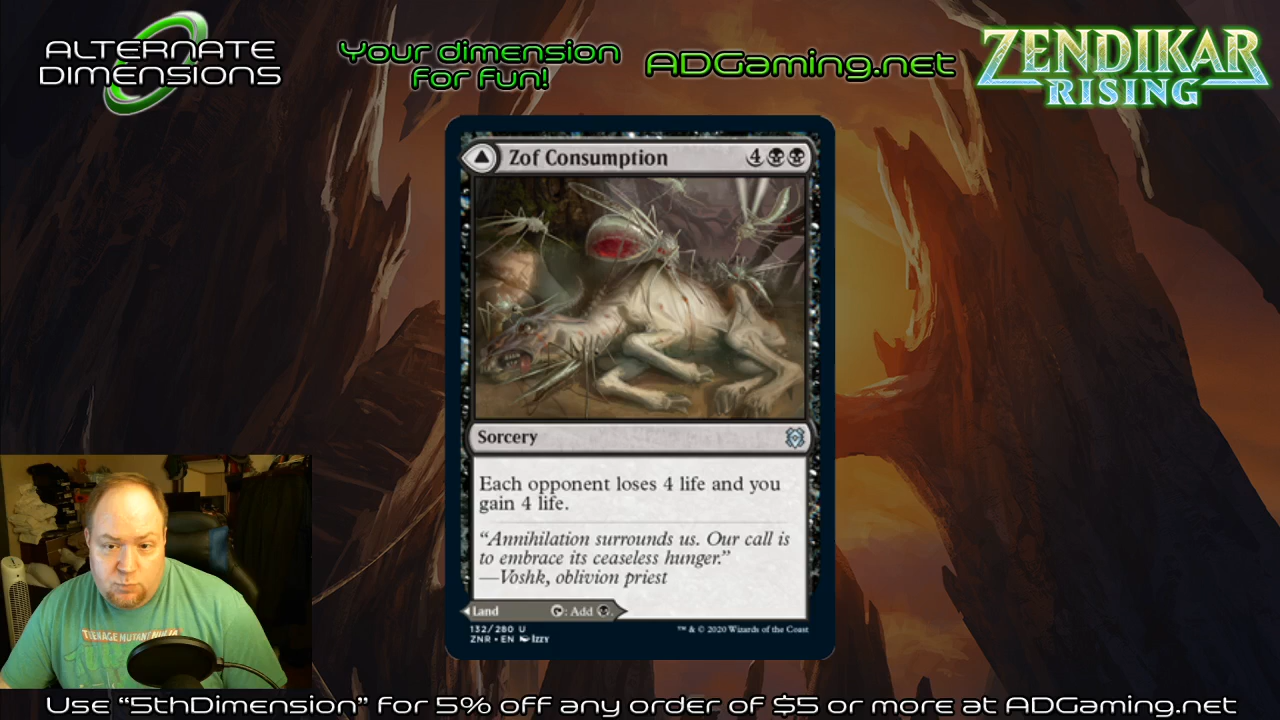 ALTERNATE
DIMENSIONS
Your dimension
for fun!
ADGaming.net
ZENDIKAR
RISING
Zof Consumption 4
Sorcery
Each opponent loses 4 life and you
gain 4 life.
“Annihilation surrounds us. Our call is
to embrace its ceaseless hunger.”
—Voshk, oblivion priest
Land : Add .
132/280 U
ZNR • EN Izzy
™ & © 2020 Wizards of the Coast
TEENAGE MUTANT NINJA
Use “5thDimension” for 5% off any order of $5 or more at ADGaming.net